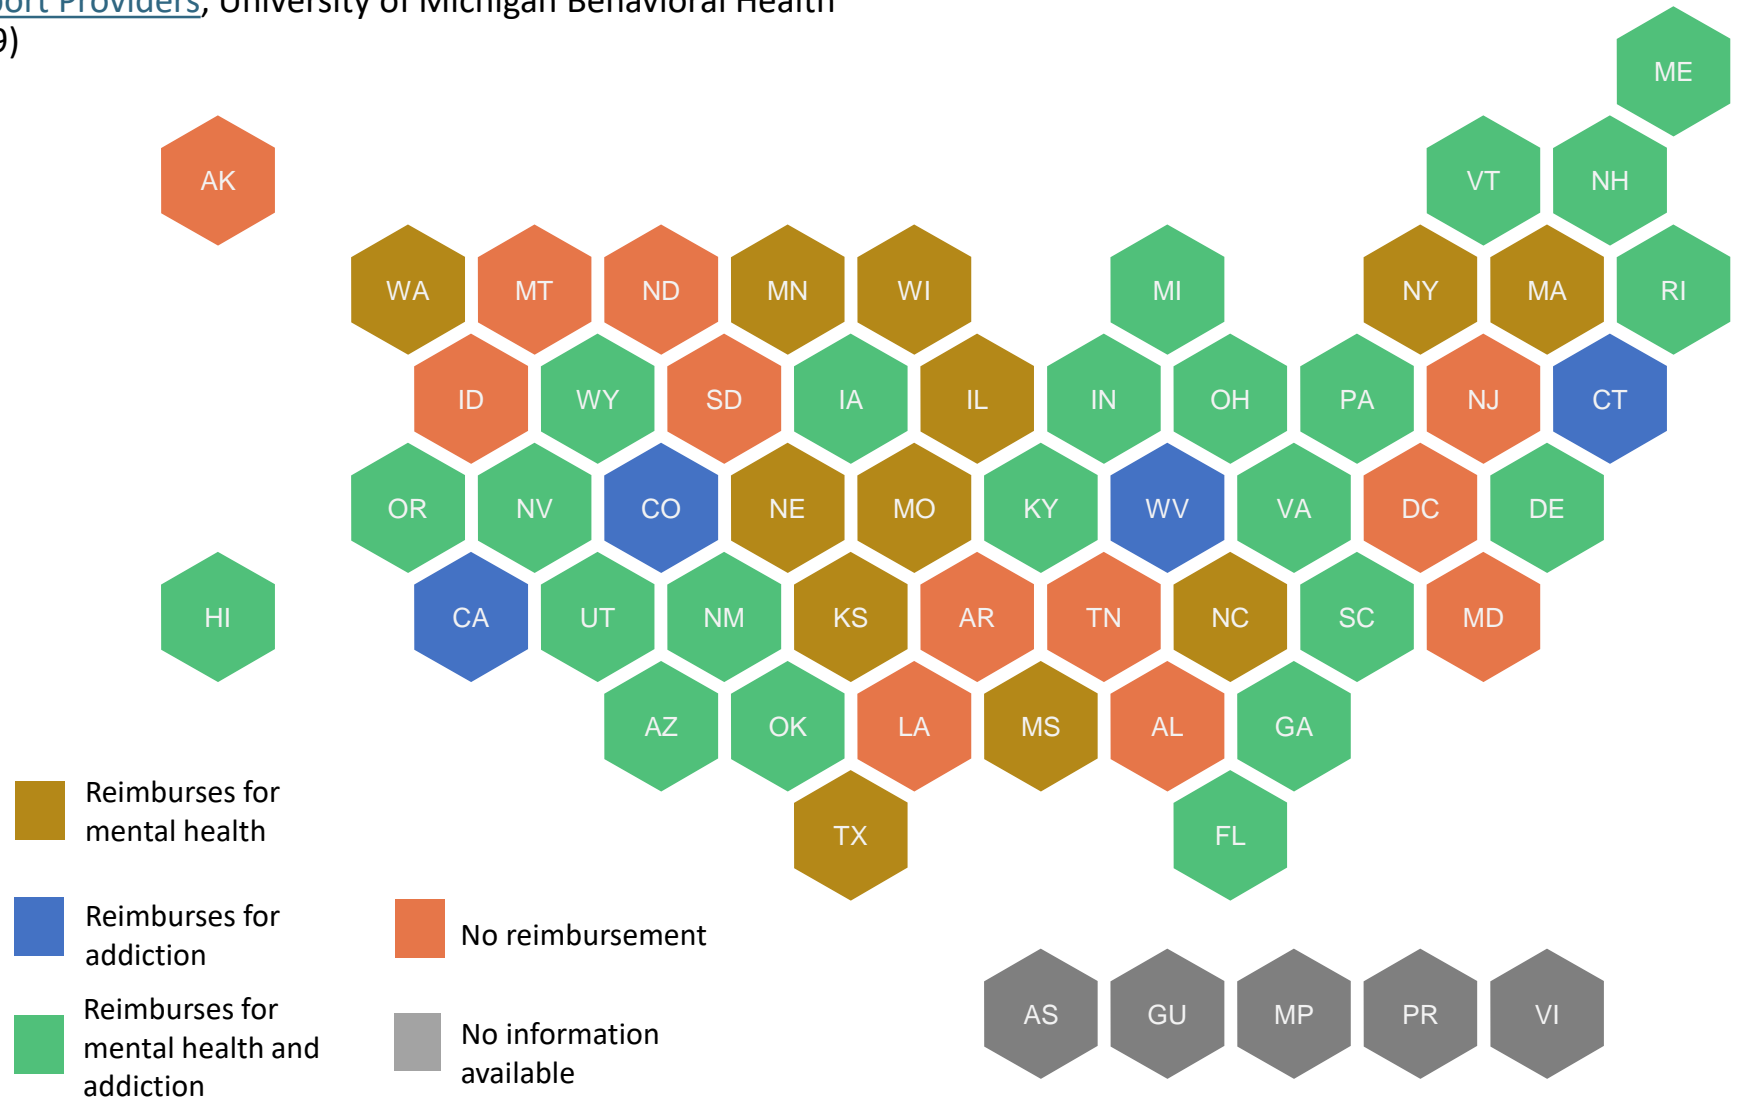 port Providers, University of Michigan Behavioral Health
9)
ME
AK
VT NH
WA MT ND MN WI MI NY MA RI
ID WY SD IA IL IN OH PA NJ CT
OR NV CO NE MO KY WV VA DC DE
HI CA UT NM KS AR TN NC SC MD
AZ OK LA MS AL GA
TX FL
Reimburses for
mental health
Reimburses for
addiction
Reimburses for
mental health and
addiction
No reimbursement
No information
available
AS GU MP PR VI